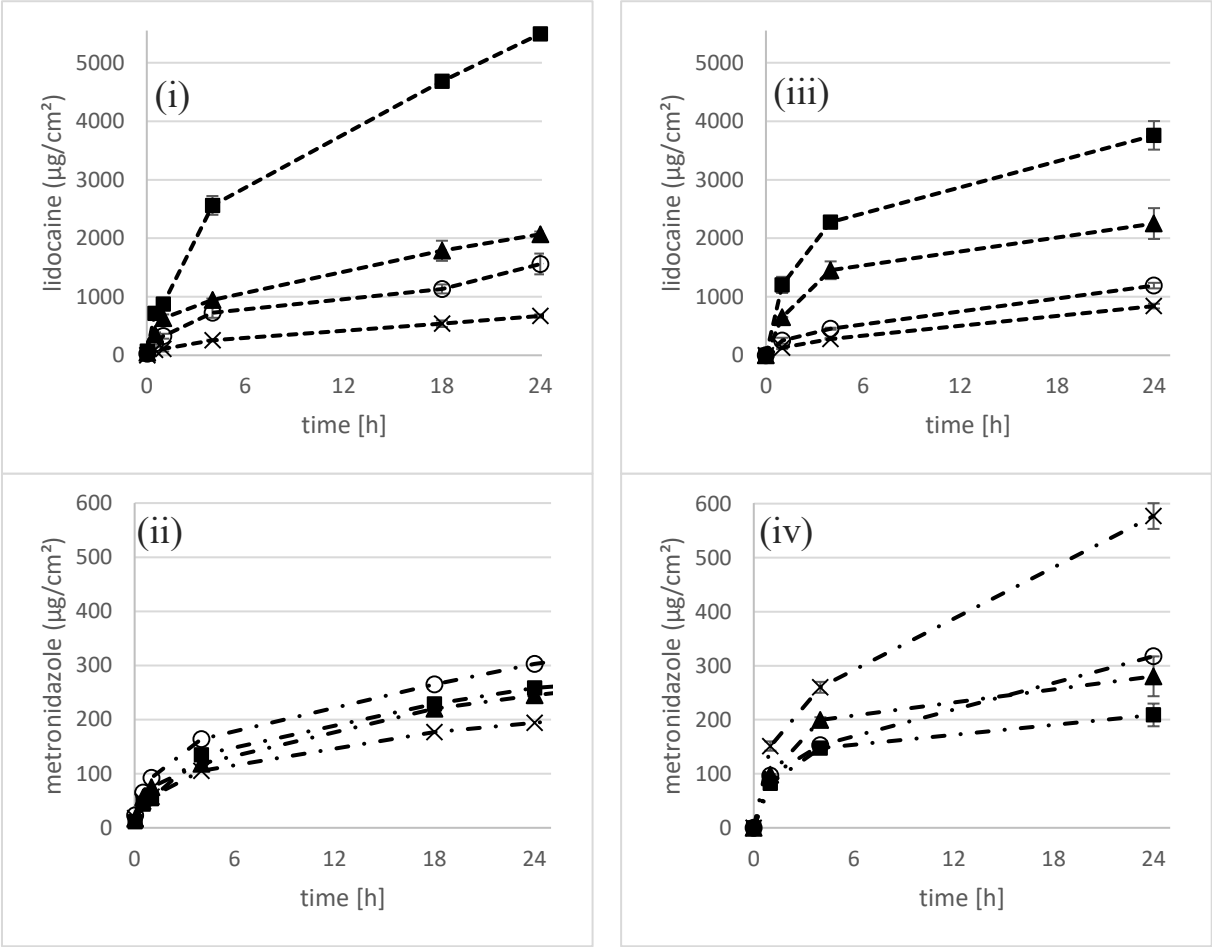 (i)
lidocaine (µg/cm²)
5000
4000
3000
2000
1000
0
0 6 12 18 24
time [h]
(iii)
lidocaine (µg/cm²)
5000
4000
3000
2000
1000
0
0 6 12 18 24
time [h]
(ii)
metronidazole (µg/cm²)
600
500
400
300
200
100
0
0 6 12 18 24
time [h]
(iv)
metronidazole (µg/cm²)
600
500
400
300
200
100
0
0 6 12 18 24
time [h]